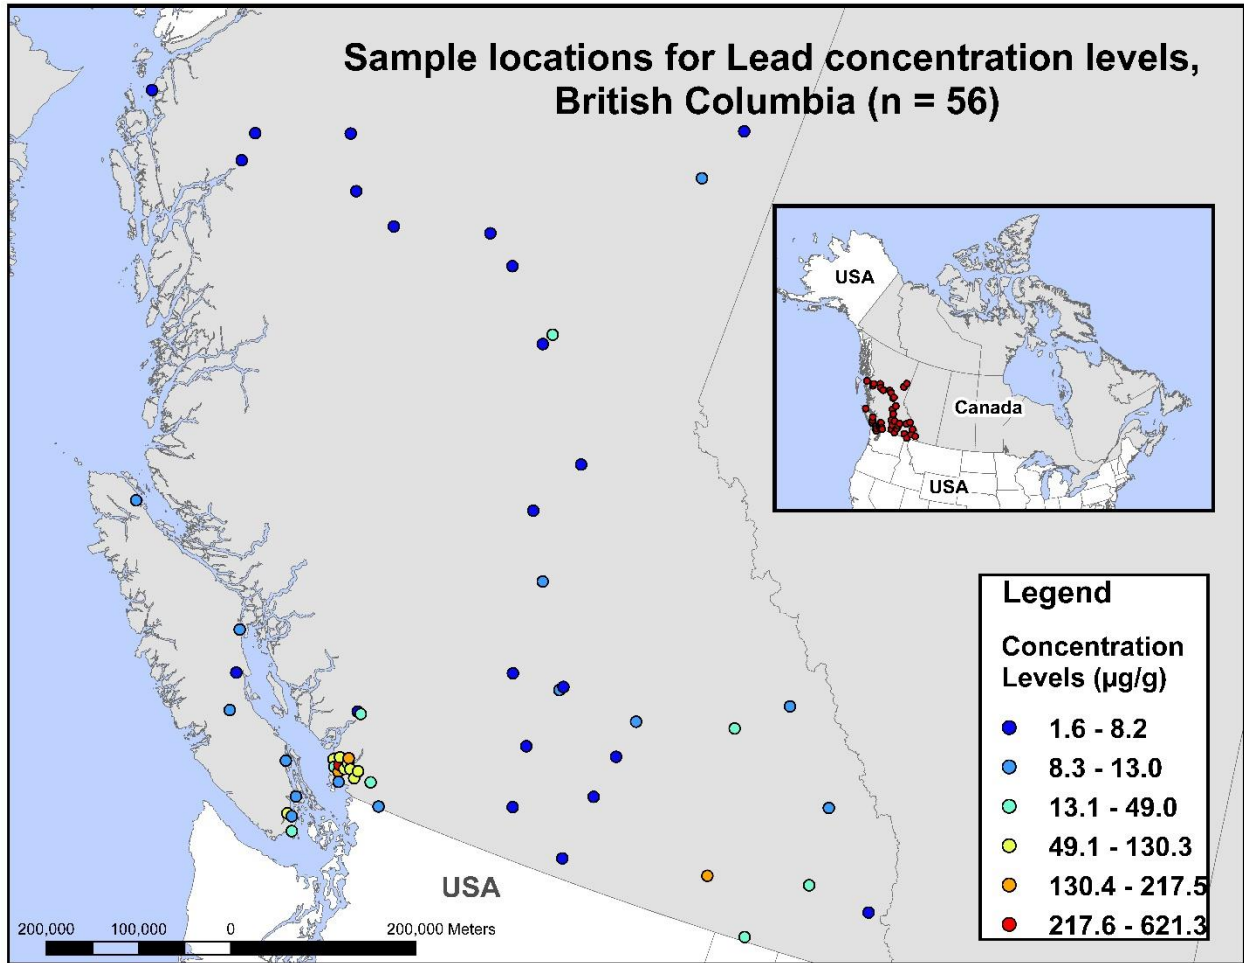 Sample locations for Lead concentration levels,
British Columbia (n = 56)
USA
Canada
USA
Legend
Concentration
Levels (µg/g)
1.6 - 8.2
8.3 - 13.0
13.1 - 49.0
49.1 - 130.3
130.4 - 217.5
217.6 - 621.3
USA
200,000 100,000 0 200,000 Meters